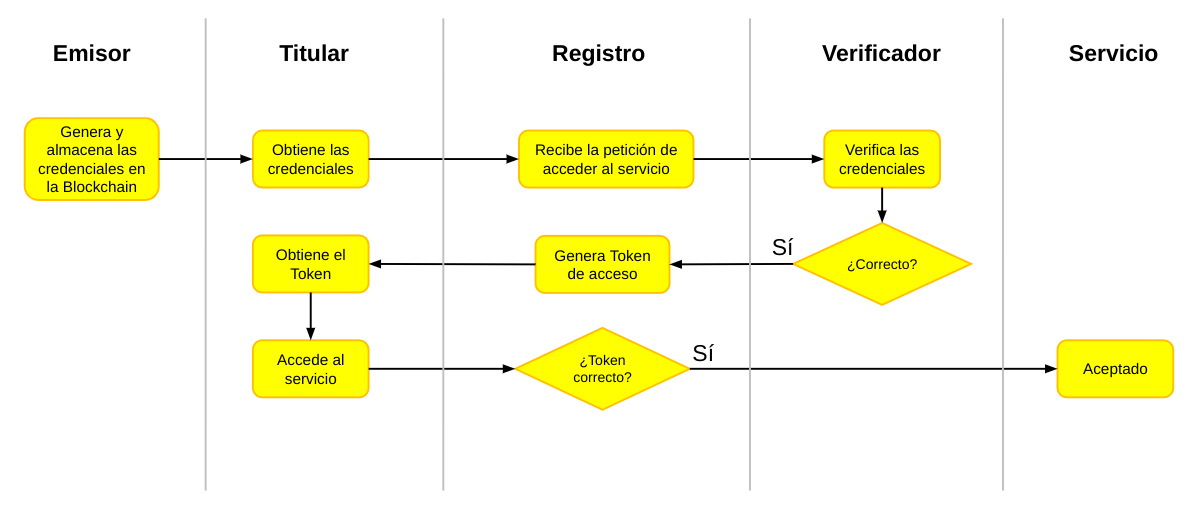 Emisor
Titular
Registro
Verificador
Servicio
Genera y
almacena las
credenciales en
la Blockchain
Obtiene las
credenciales
Recibe la petición de
acceder al servicio
Verifica las
credenciales
Obtiene el
Token
Genera Token
de acceso
Sí
¿Correcto?
Accede al
servicio
¿Token
correcto?
Sí
Aceptado